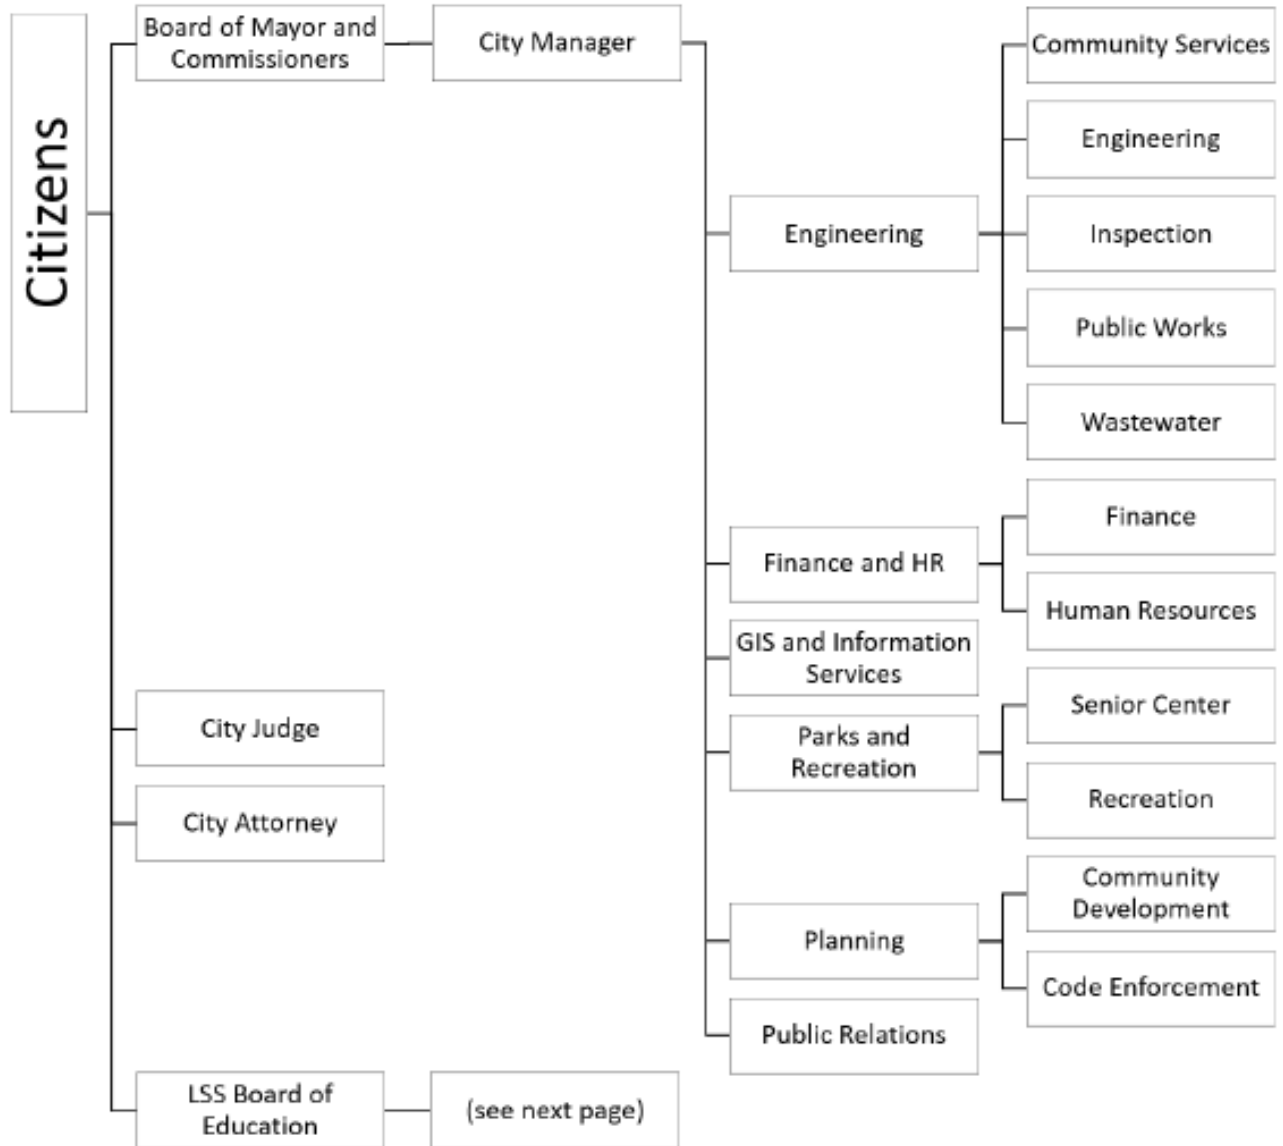 Citizens
Board of Mayor and
Commissioners
City Manager
Engineering
Community Services
Engineering
Inspection
Public Works
Wastewater
Finance and HR
Finance
Human Resources
GIS and Information
Services
Parks and
Recreation
Senior Center
Recreation
Planning
Community
Development
Code Enforcement
Public Relations
City Judge
City Attorney
LSS Board of
Education
(see next page)